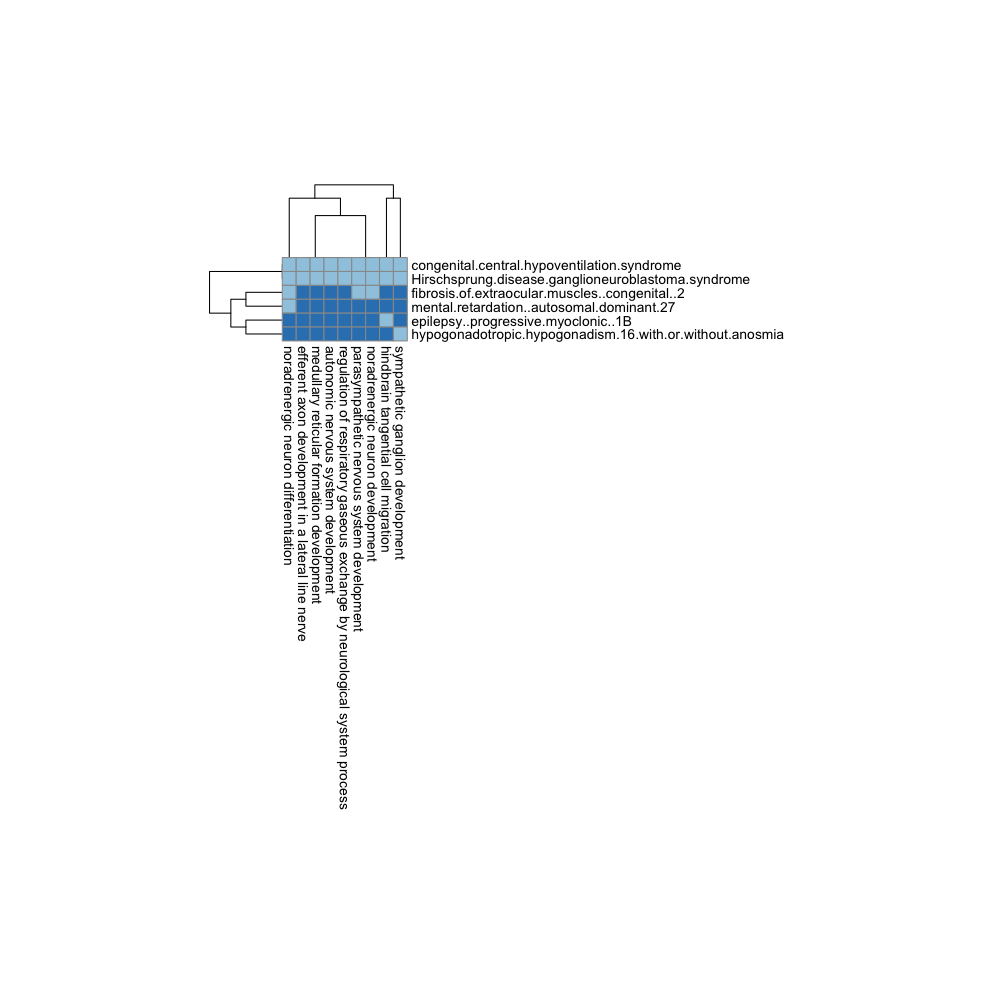 congenital.central.hypoventilation.syndrome
Hirschsprung.disease.ganglioneuroblastoma.syndrome
fibrosis.of.extraocular.muscles..congenital..2
mental.retardation..autosomal.dominant.27
epilepsy..progressive.myoclonic..1B
hypogonadotropic.hypogonadism.16.with.or.without.anosmia
noradrenergic neuron differentiation
efferent axon development in a lateral line nerve
medullary reticular formation development
autonomic nervous system development
regulation of respiratory gaseous exchange by neurological system process
parasympathetic nervous system development
noradrenergic neuron development
hindbrain tangential cell migration
sympathetic ganglion development